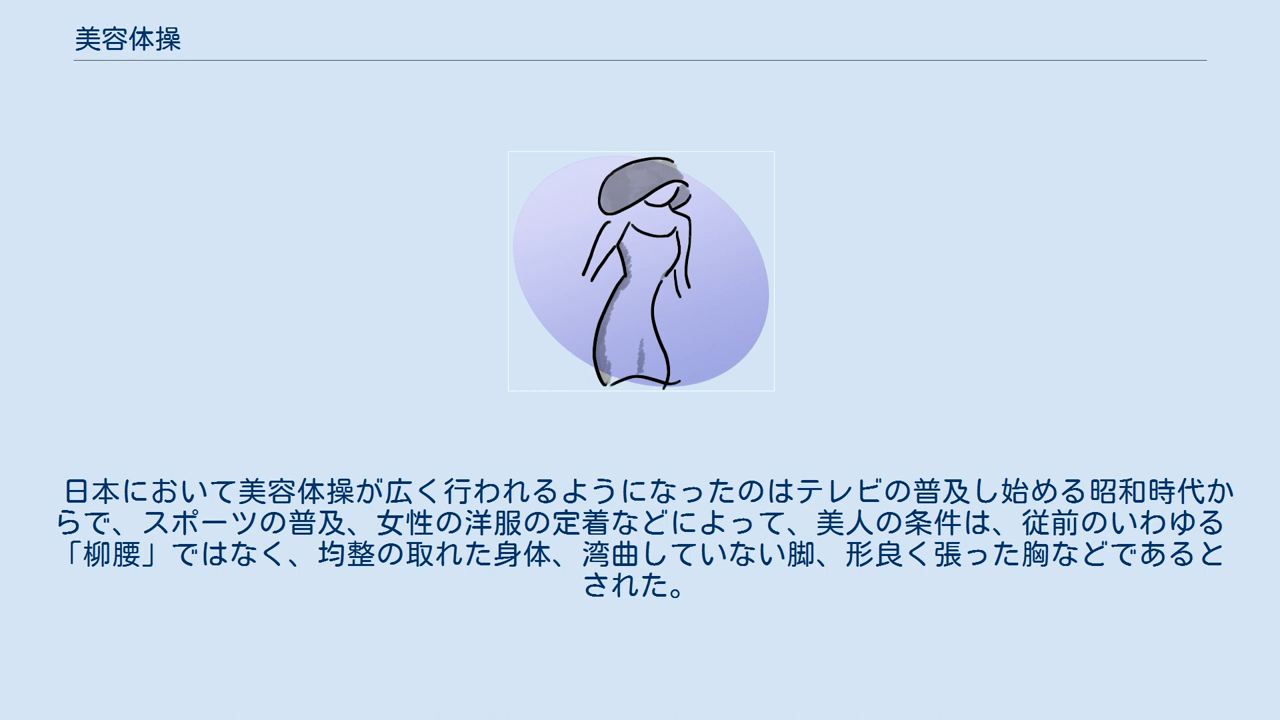 美容体操
日本において美容体操が広く行われるようになったのはテレビの普及し始める昭和時代か
らで、スポーツの普及、女性の洋服の定着などによって、美人の条件は、従前のいわゆる
「柳腰」ではなく、均整の取れた身体、湾曲していない脚、形良く張った胸などであると
された。